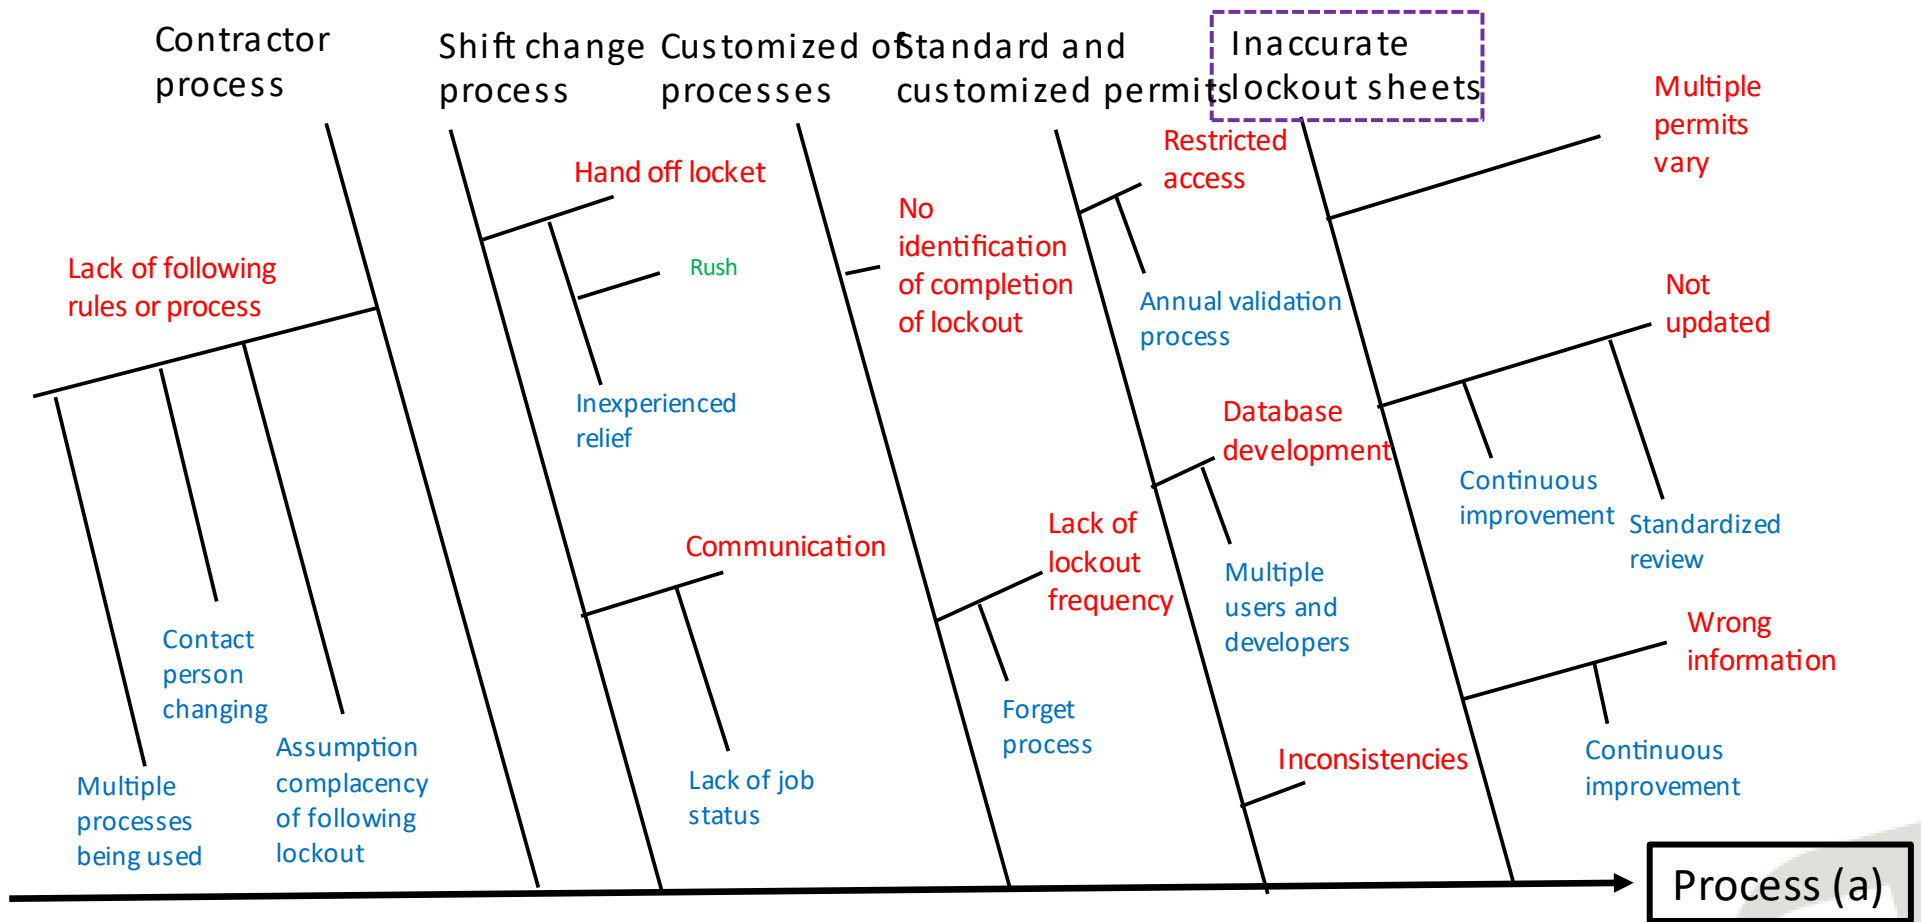 Contractor
process
Shift change
process
Customized of
processes
Standard and
customized permits
Inaccurate
lockout sheets
Lack of following
rules or process
Multiple
processes
being used
Contact
person
changing
Assumption
complacency
of following
lockout
Hand off locket
Rush
Inexperienced
relief
Communication
Lack of job
status
No
identification
of completion
of lockout
Lack of
lockout
frequency
Forget
process
Restricted
access
Annual validation
process
Database
development
Multiple
users and
developers
Inconsistencies
Multiple
permits
vary
Not
updated
Continuous
improvement
Standardized
review
Wrong
information
Continuous
improvement
Process (a)